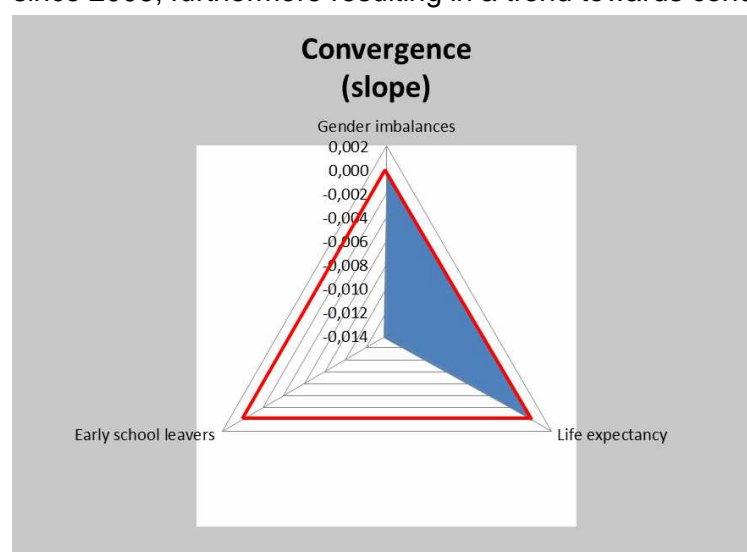 Convergence
(slope)
Gender imbalances
0,002
0,000
-0,002
-0,004
-0,006
-0,008
-0,010
-0,012
-0,014
Early school leavers
Life expectancy